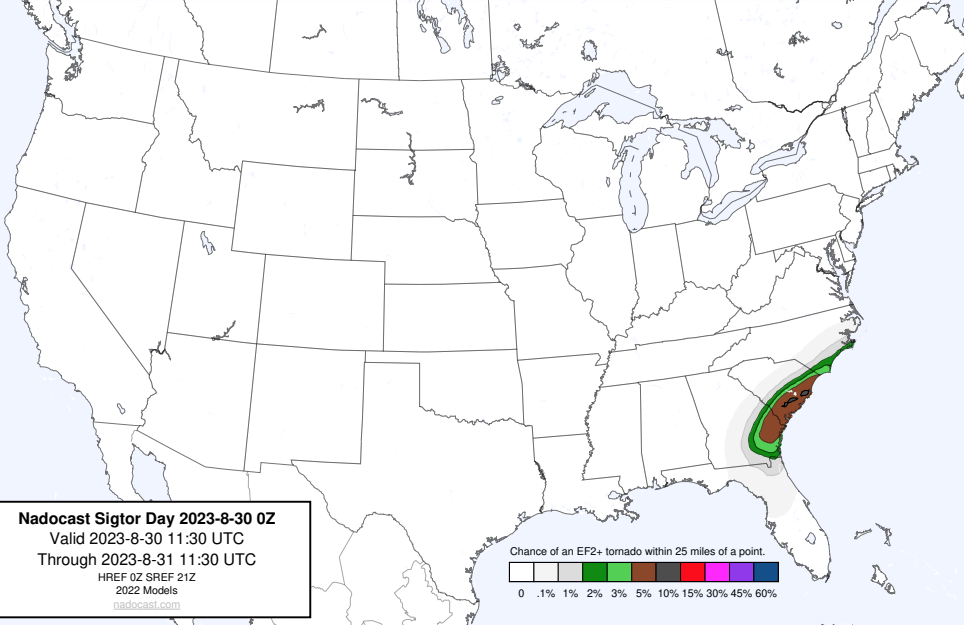 Nadocast Sigtor Day 2023-8-30 0Z
Valid 2023-8-30 11:30 UTC
Through 2023-8-31 11:30 UTC
HREF 0Z SREF 21Z
2022 Models
nadocast.com
Chance of an EF2+ tornado within 25 miles of a point.
0 .1% 1% 2% 3% 5% 10% 15% 30% 45% 60%